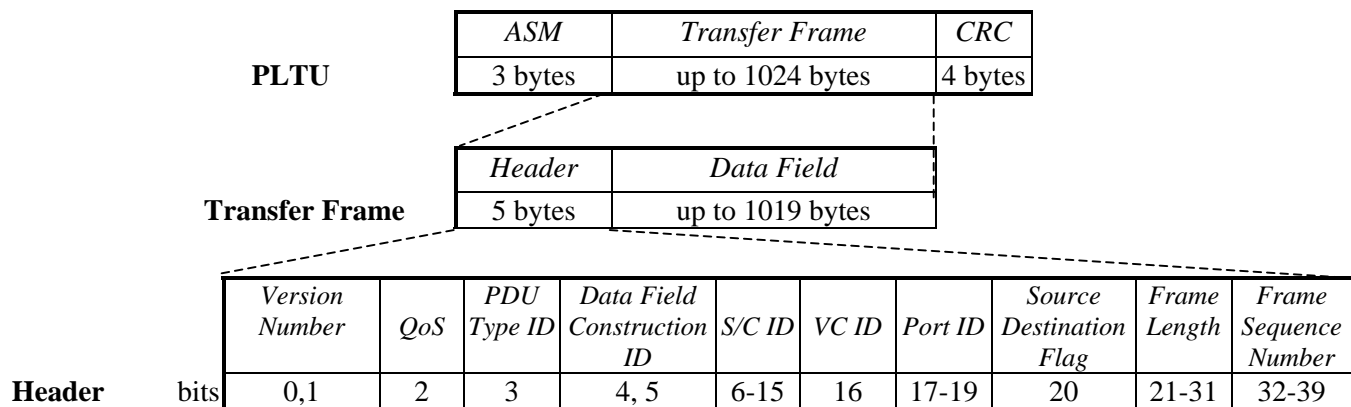 ASM Transfer Frame CRC
PLTU 3 bytes up to 1024 bytes 4 bytes
Header Data Field
Transfer Frame 5 bytes up to 1019 bytes
Version PDU Data Field Source Frame Frame
Number QoS Type ID Construction S/C ID VC ID Port ID Destination Length Sequence
ID Flag Number
Header bits 0,1 2 3 4, 5 6-15 16 17-19 20 21-31 32-39